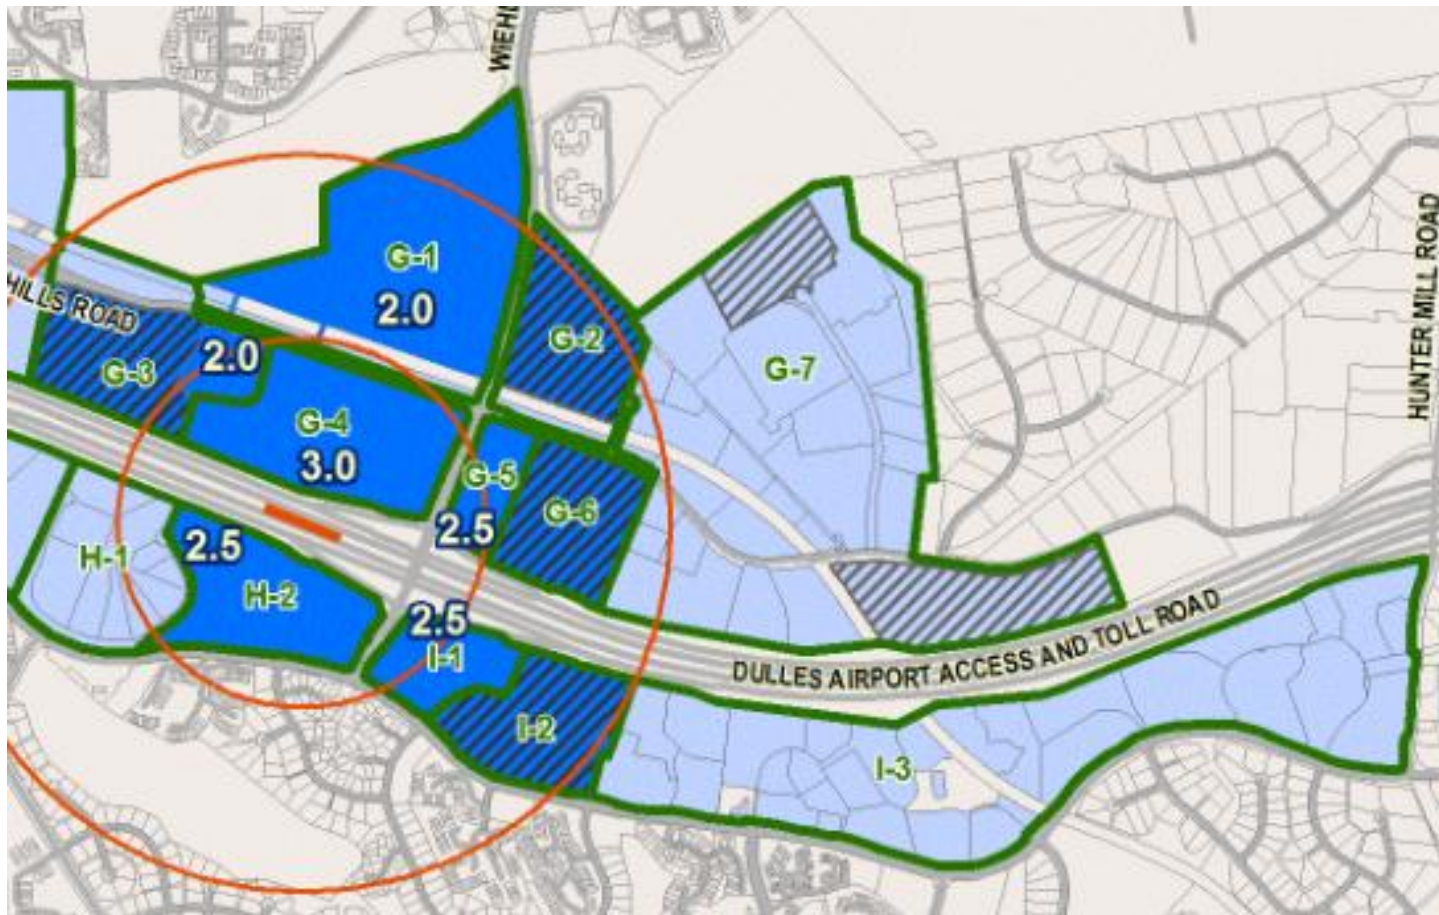 WIEHL
HUNTER MILL ROAD
G-1
2.0
HILLS ROAD
G-2
2.0
G-3
G-7
G-4
3.0
G-5
G-6
2.5
2.5
H-1
H-2
2.5
I-1
DULLES AIRPORT ACCESS AND TOLL ROAD
I-2
I-3